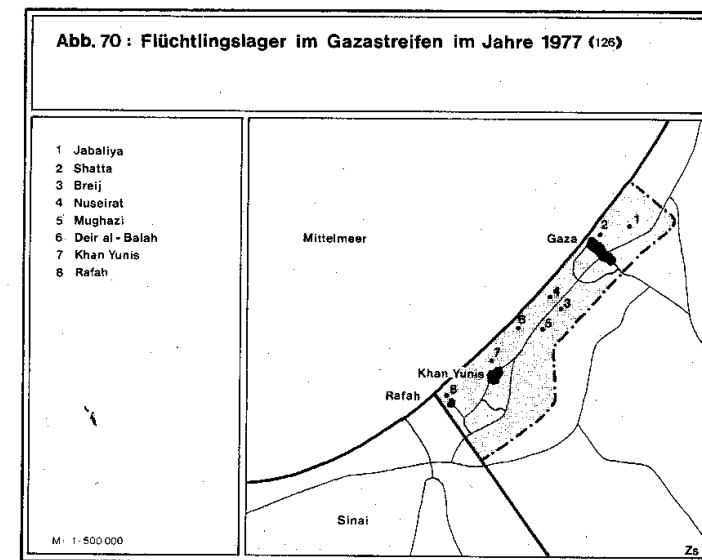 Abb. 70 : Flüchtlingslager im Gazastreifen im Jahre 1977 (126)
1 Jabaliya
2 Shatta
3 Breij
4 Nuseirat
5 Mughazi
6 Deir al-Balah
7 Khan Yunis
8 Rafah
M: 1:500 000
Mittelmeer
Gaza
2
1
4
3
6
5
7
Khan Yunis
Rafah
8
Sinai
Zs